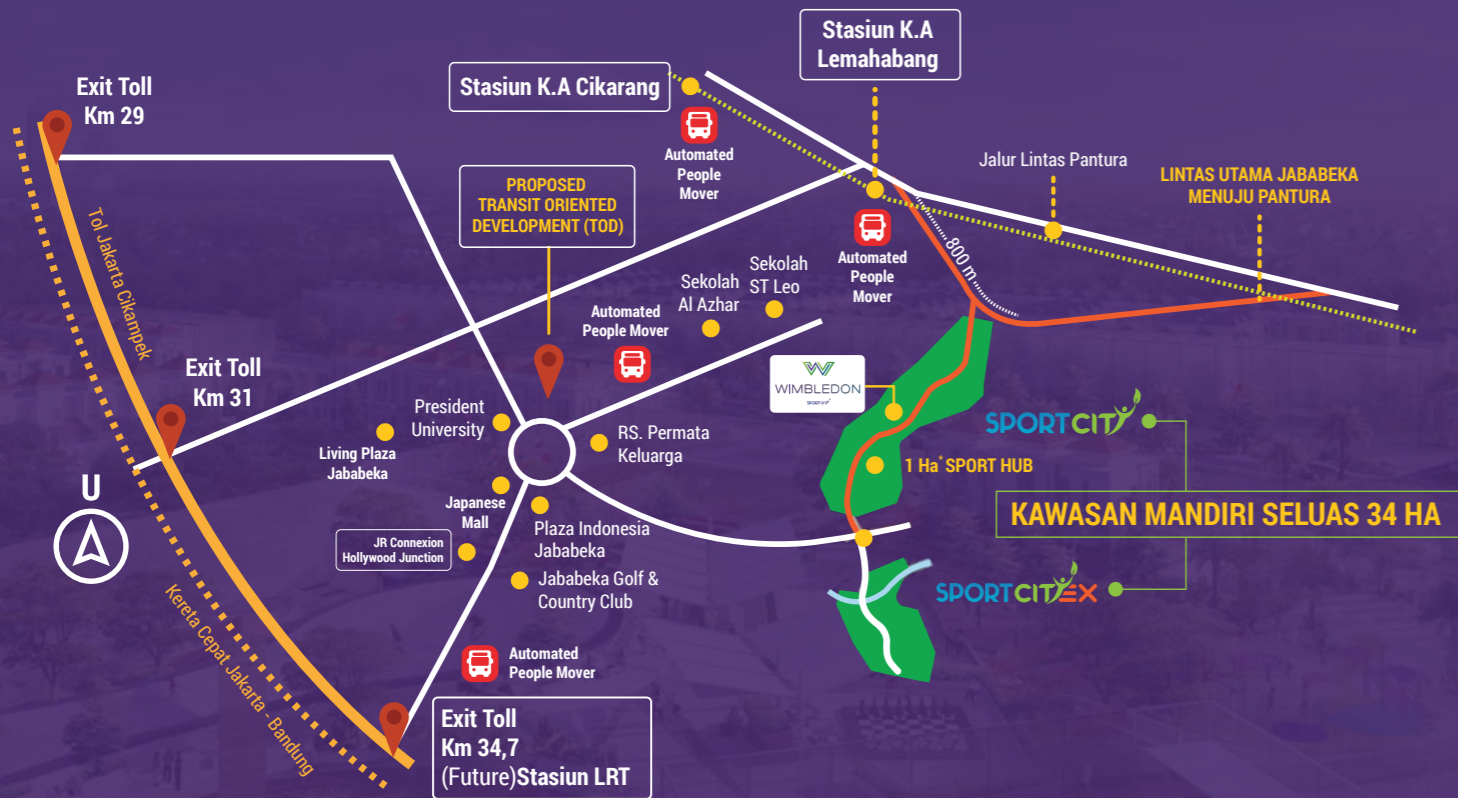 Stasiun K.A
Lemahabang
Stasiun K.A Cikarang
Exit Toll
Km 29
Automated
People
Mover
Jalur Lintas Pantura
LINTAS UTAMA JABABEKA
MENUJU PANTURA
PROPOSED
TRANSIT ORIENTED
DEVELOPMENT (TOD)
Tol Jakarta Cikampek
800 m
Automated
People
Mover
Sekolah
ST Leo
Sekolah
Al Azhar
Automated
People Mover
Exit Toll
Km 31
WIMBLEDON
President
University
SPORTCITY
Living Plaza
Jababeka
RS. Permata
Keluarga
1 Ha* SPORT HUB
U
Japanese
Mall
KAWASAN MANDIRI SELUAS 34 HA
Plaza Indonesia
Jababeka
JR Connexion
Hollywood Junction
Jababeka Golf &
Country Club
SPORTCITYEX
Kereta Cepat Jakarta - Bandung
Automated
People Mover
Exit Toll
Km 34,7
(Future)Stasiun LRT